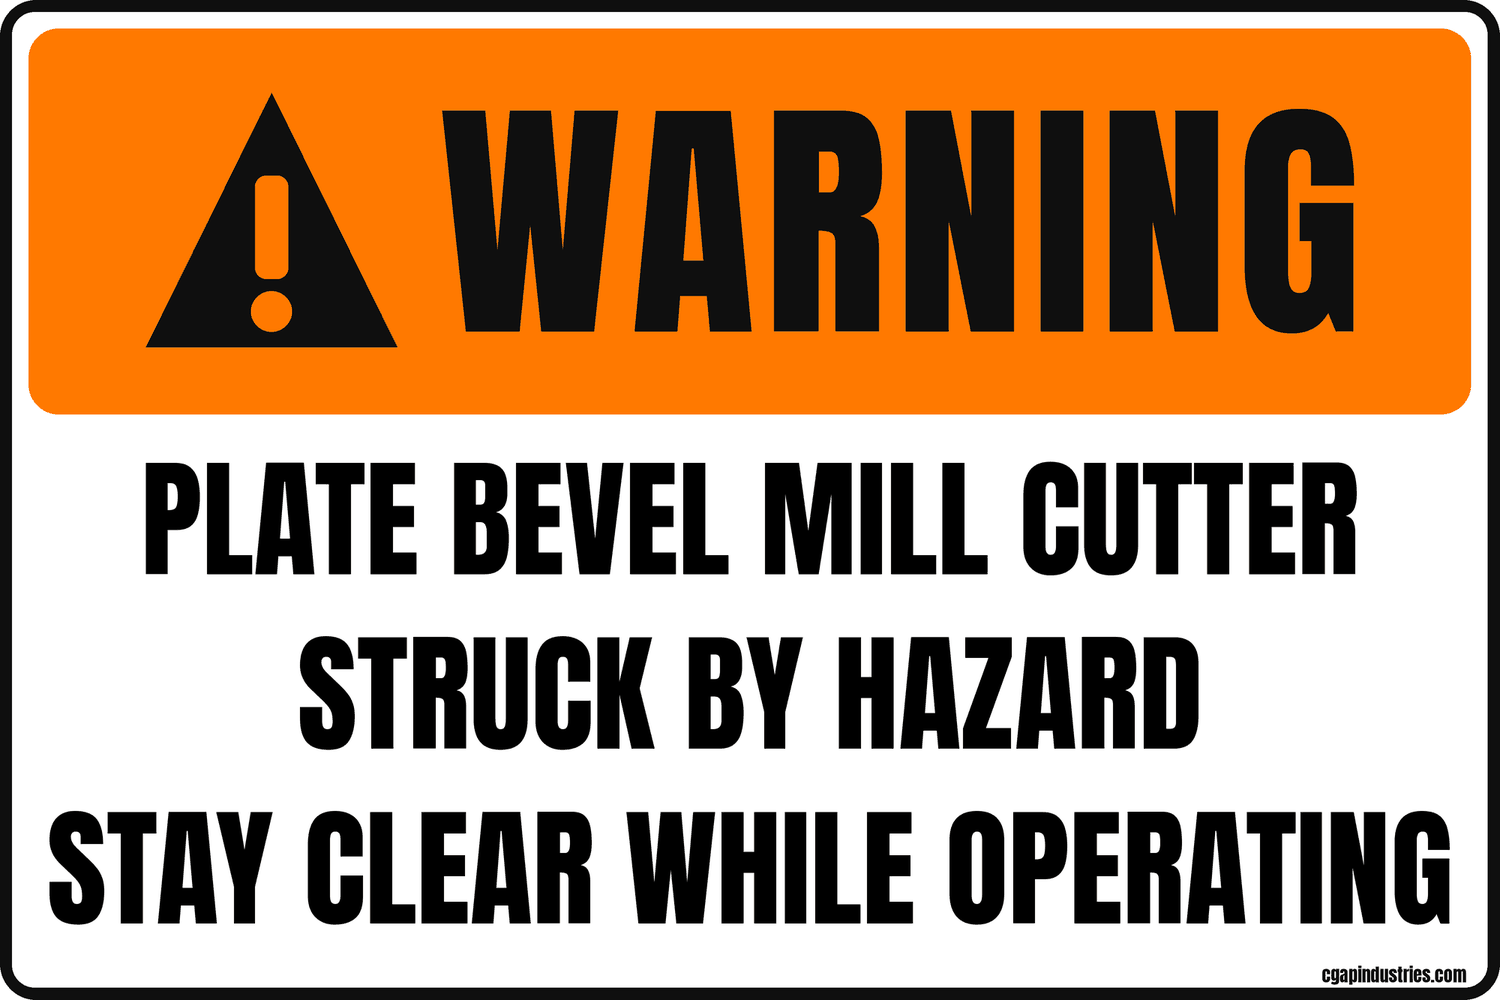 WARNING
PLATE BEVEL MILL CUTTER
STRUCK BY HAZARD
STAY CLEAR WHILE OPERATING
cgapindustries.com